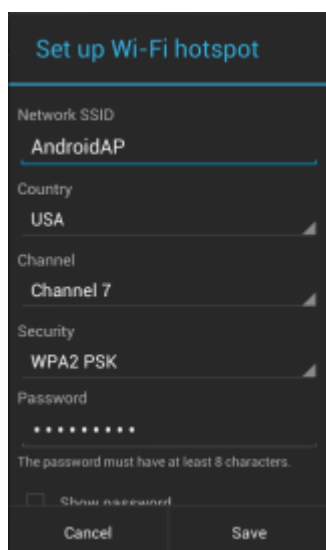 Set up Wi-Fi hotspot
Network SSID
AndroidAP
Country
USA
Channel
Channel 7
Security
WPA2 PSK
Password
•••••••••
The password must have at least 8 characters.
Show password
Cancel Save